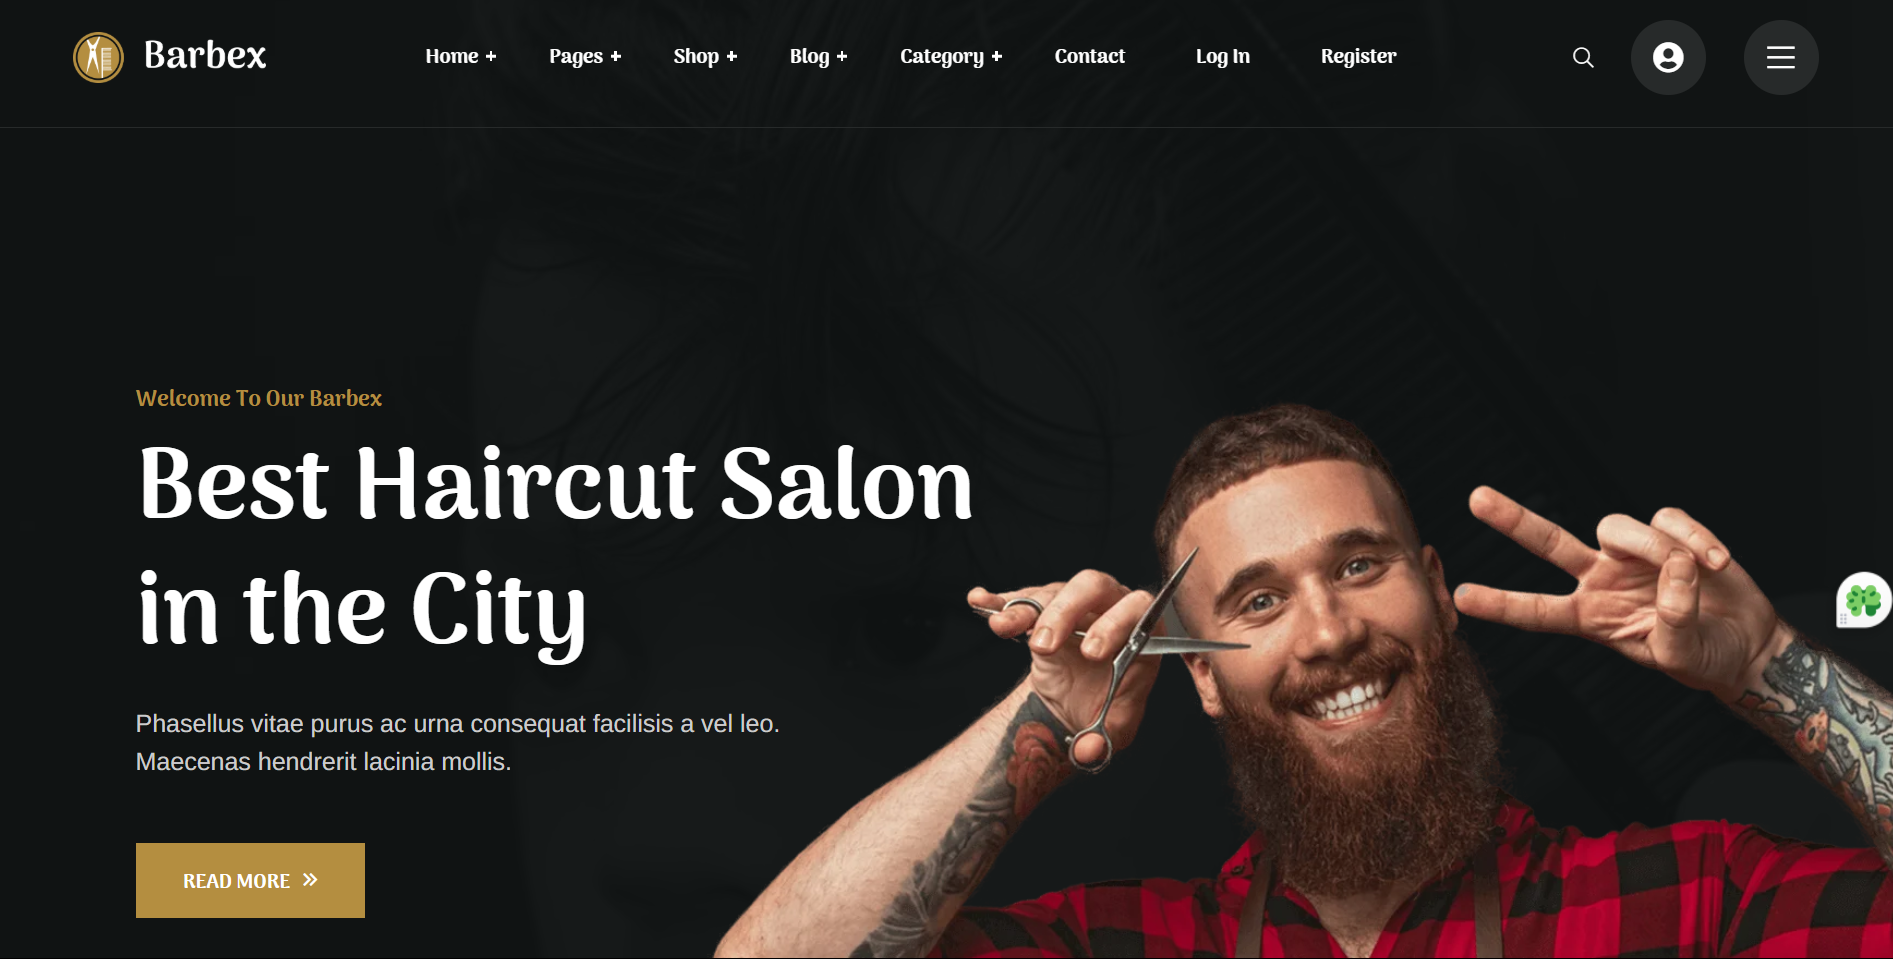 Barbex
Home + Pages + Shop + Blog + Category + Contact Log In Register
Welcome To Our Barbex
Best Haircut Salon
in the City
Phasellus vitae purus ac urna consequat facilisis a vel leo.
Maecenas hendrerit lacinia mollis.
READ MORE »